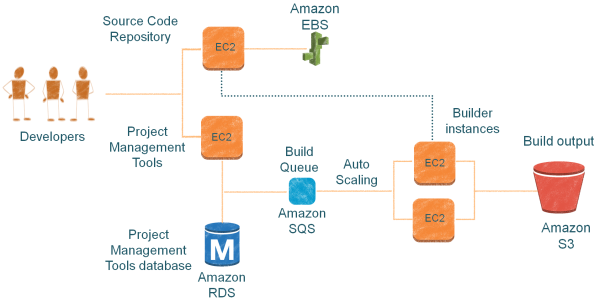 Source Code
Repository
EC2
Amazon
EBS
Developers
Project
Management
Tools
EC2
Build
Queue
Amazon
SQS
Auto
Scaling
Builder
instances
EC2
EC2
Build output
Amazon
S3
Project
Management
Tools database
M
Amazon
RDS